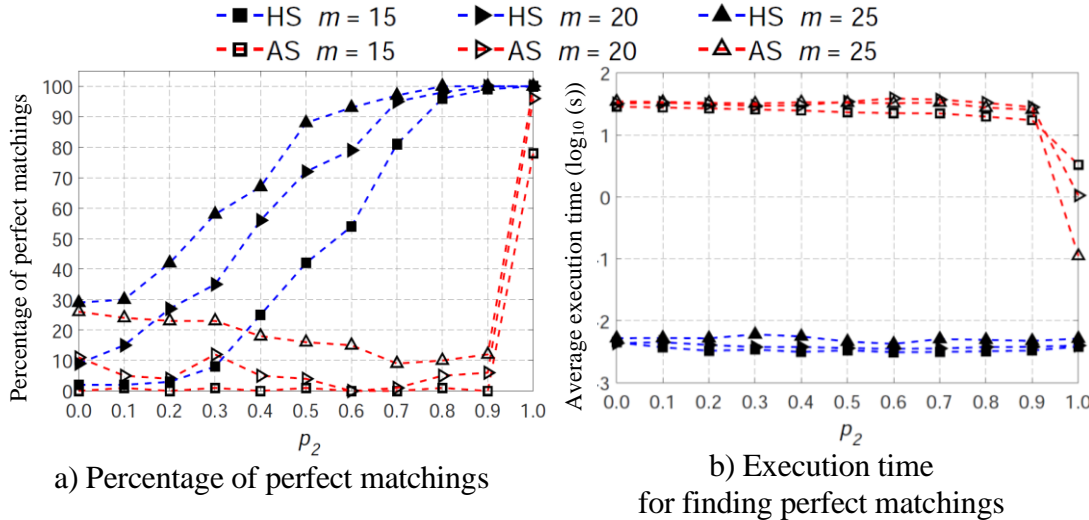 HS m = 15 HS m = 20 HS m = 25
AS m = 15 AS m = 20 AS m = 25
Percentage of perfect matchings
100
90
80
70
60
50
40
30
20
10
0
0.0 0.1 0.2 0.3 0.4 0.5 0.6 0.7 0.8 0.9 1.0
p2
a) Percentage of perfect matchings
Average execution time (log10 (s))
2
1
0
-1
-2
-3
0.0 0.1 0.2 0.3 0.4 0.5 0.6 0.7 0.8 0.9 1.0
p2
b) Execution time
for finding perfect matchings